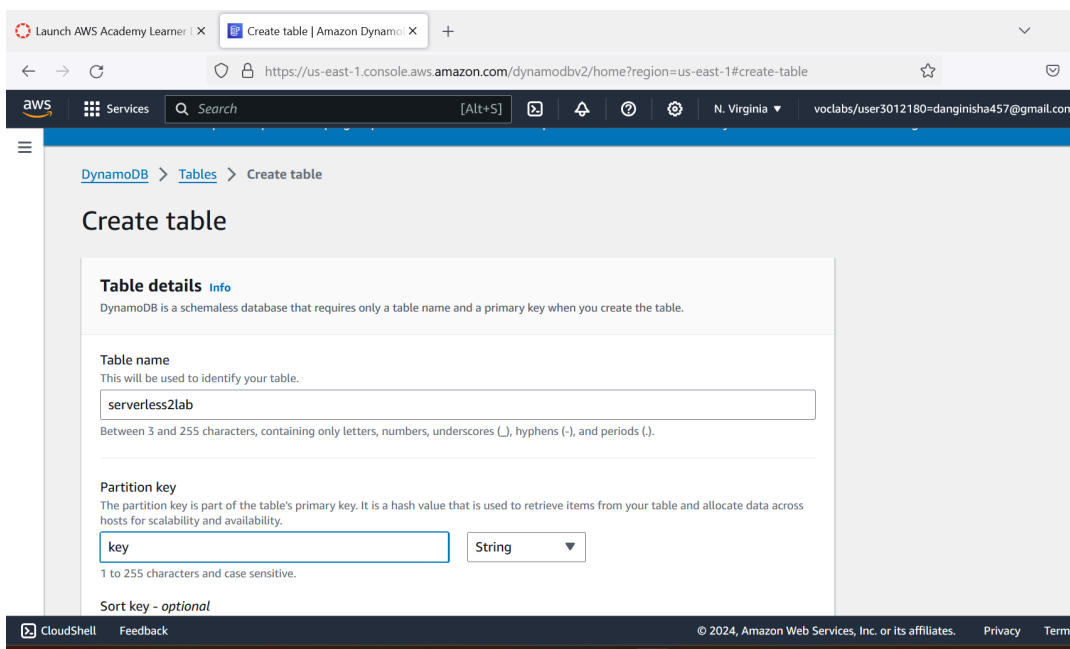 Launch AWS Academy Learner L
Create table | Amazon Dynamo
https://us-east-1.console.aws.amazon.com/dynamodbv2/home?region=us-east-1#create-table
aws
Services
Search
[Alt+S]
N. Virginia
voclabs/user3012180=danginisha457@gmail.com
DynamoDB
Tables
Create table
Create table
Table details Info
DynamoDB is a schemaless database that requires only a table name and a primary key when you create the table.
Table name
This will be used to identify your table.
serverless2lab
Between 3 and 255 characters, containing only letters, numbers, underscores (_), hyphens (-), and periods (.).
Partition key
The partition key is part of the table's primary key. It is a hash value that is used to retrieve items from your table and allocate data across
hosts for scalability and availability.
key
String
1 to 255 characters and case sensitive.
Sort key - optional
CloudShell
Feedback
© 2024, Amazon Web Services, Inc. or its affiliates.
Privacy
Term